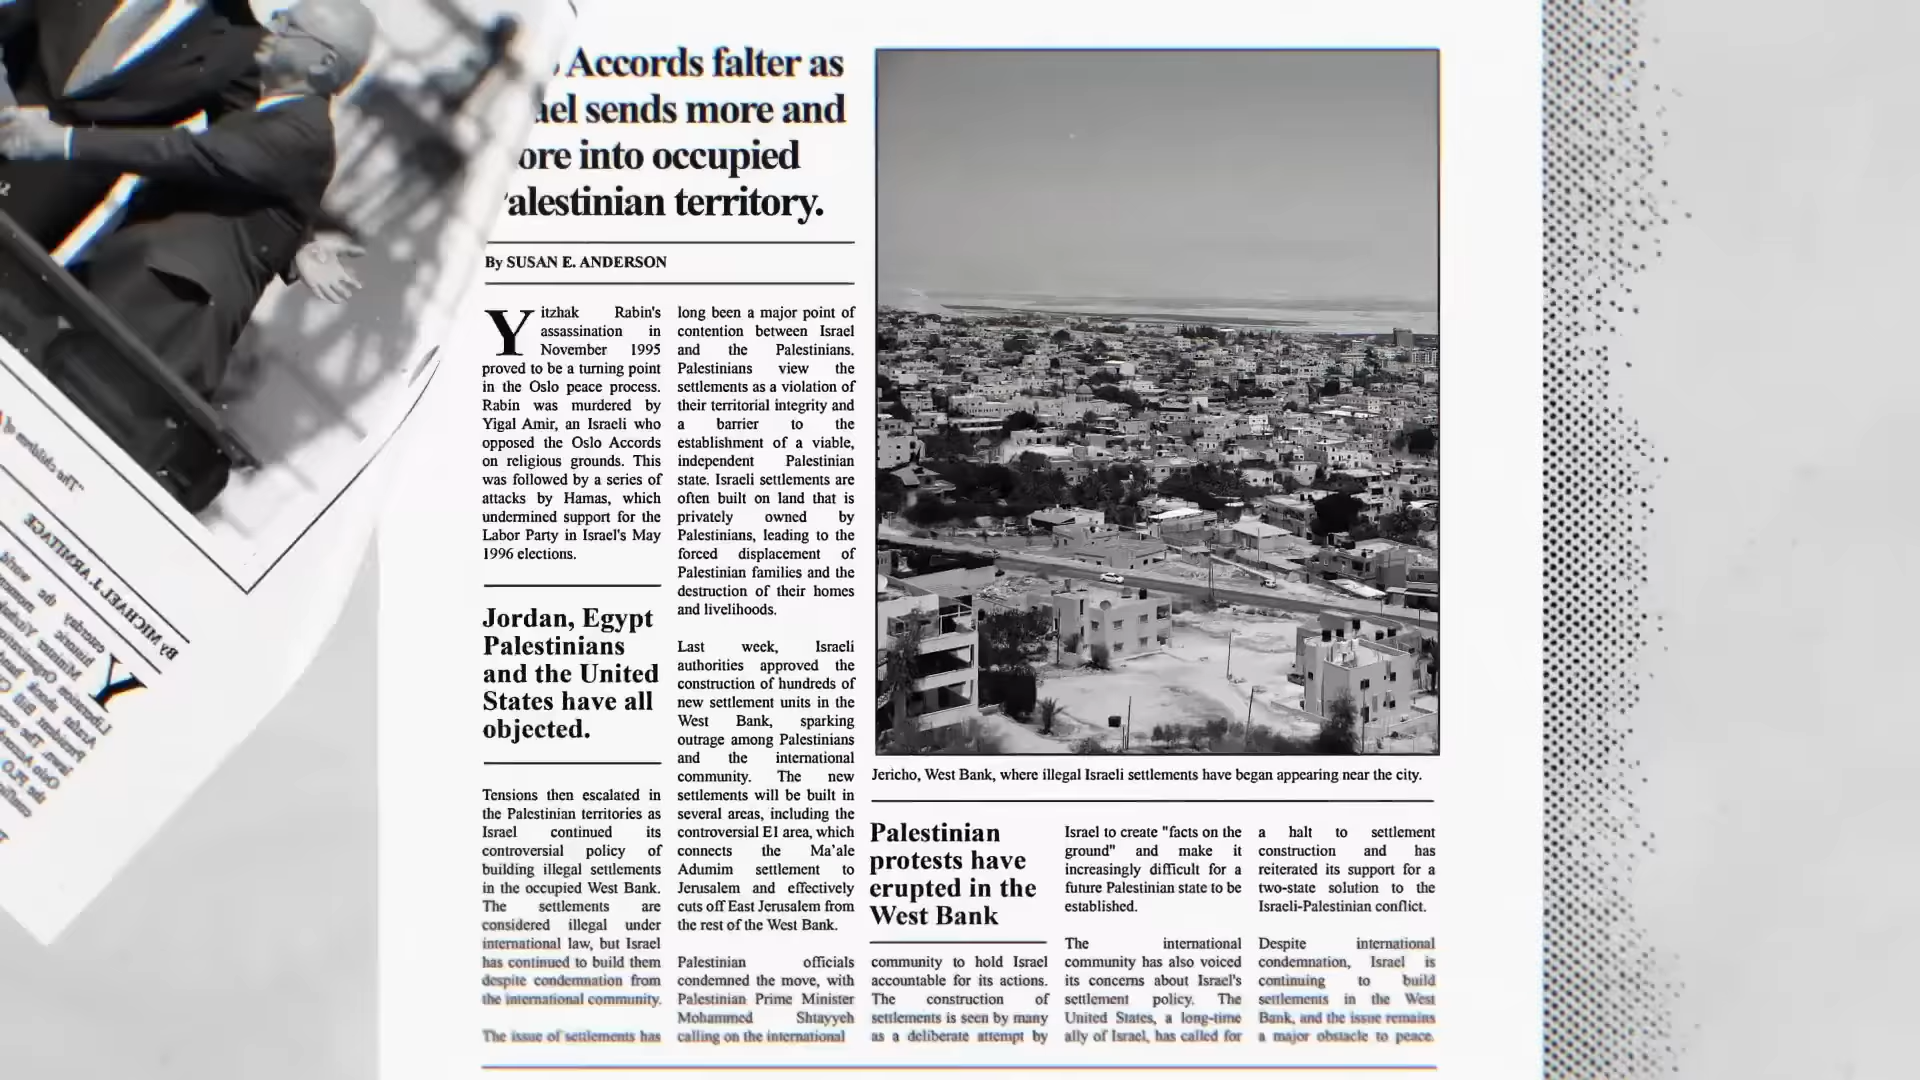 Accords falter as
sends more and
into occupied
territory.
By SUSAN E. ANDERSON
Yitzhak Rabin's
assassination in
November 1995
proved to be a turning point
in the Oslo peace process.
Rabin was murdered by
Yigal Amir, an Israeli who
opposed the Oslo Accords
on religious grounds. This
was followed by a series of
attacks by Hamas, which
undermined support for the
Labor Party in Israel's May
1996 elections.
Jordan, Egypt
Palestinians
and the United
States have all
objected.
Tensions then escalated in
the Palestinian territories as
Israel continued its
controversial policy of
building illegal settlements
in the occupied West Bank.
The settlements are
considered illegal under
international law, but Israel
has continued to build them
despite condemnation from
the international community.
The issue of settlements has
long been a major point of
contention between Israel
and the Palestinians.
Palestinians view the
settlements as a violation of
their territorial integrity and
a barrier to the
establishment of a viable,
independent Palestinian
state. Israeli settlements are
often built on land that is
privately owned by
Palestinians, leading to the
forced displacement of
Palestinian families and the
destruction of their homes
and livelihoods.
Last week, Israeli
authorities approved the
construction of hundreds of
new settlement units in the
West Bank, sparking
outrage among Palestinians
and the international
community. The new
settlements will be built in
several areas, including the
controversial E1 area, which
connects the Ma'ale
Adumim settlement to
Jerusalem and effectively
cuts off East Jerusalem from
the rest of the West Bank.
Palestinian officials
condemned the move, with
Palestinian Prime Minister
Mohammed Shtayyeh
calling on the international
Jericho, West Bank, where illegal Israeli settlements have began appearing near the city.
Palestinian
protests have
erupted in the
West Bank
community to hold Israel
accountable for its actions.
The construction of
settlements is seen by many
as a deliberate attempt by
Israel to create "facts on the
ground" and make it
increasingly difficult for a
future Palestinian state to be
established.
The international
community has also voiced
its concerns about Israel's
settlement policy. The
United States, a long-time
ally of Israel, has called for
a halt to settlement
construction and has
reiterated its support for a
two-state solution to the
Israeli-Palestinian conflict.
Despite international
condemnation, Israel is
continuing to build
settlements in the West
Bank, and the issue remains
a major obstacle to peace.
By MICHAEL J. ARMITAGE